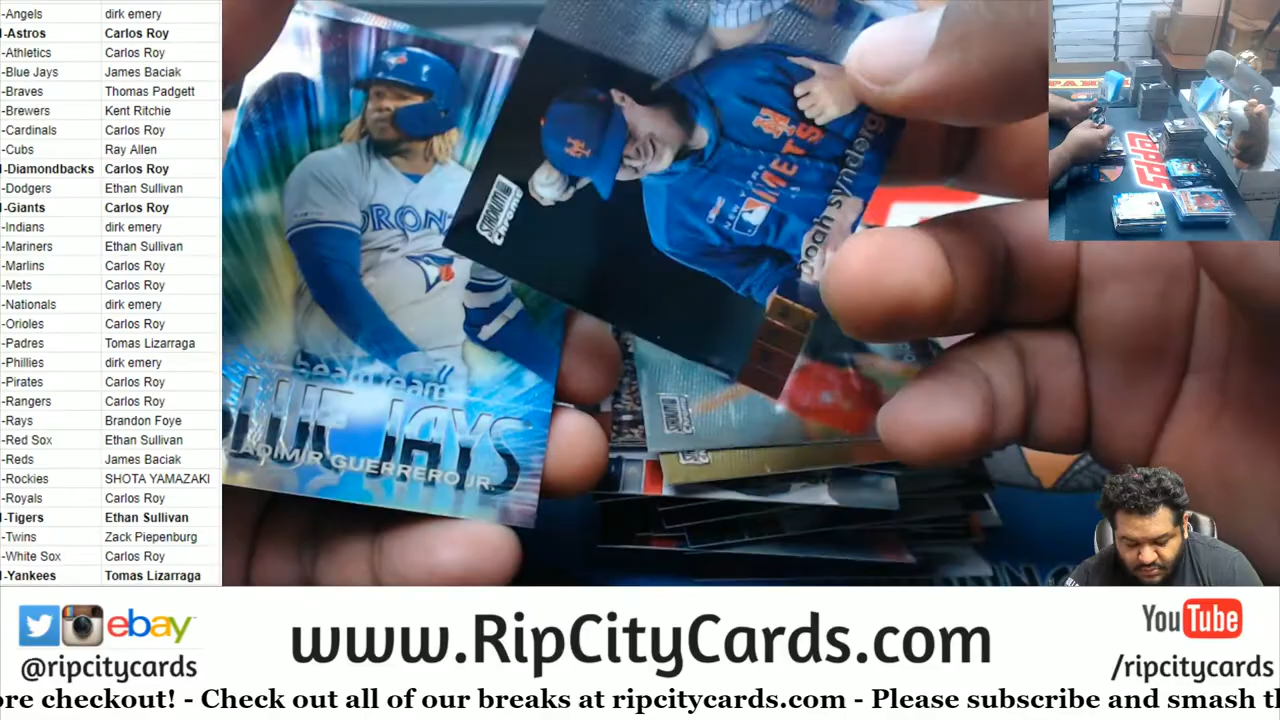 -Angels dirk emery
-Astros Carlos Roy
-Athletics Carlos Roy
-Blue Jays James Baciak
-Braves Thomas Padgett
-Brewers Kent Ritchie
-Cardinals Carlos Roy
-Cubs Ray Allen
-Diamondbacks Carlos Roy
-Dodgers Ethan Sullivan
-Giants Carlos Roy
-Indians dirk emery
-Mariners Ethan Sullivan
-Marlins Carlos Roy
-Mets Carlos Roy
-Nationals dirk emery
-Orioles Carlos Roy
-Padres Tomas Lizarraga
-Phillies dirk emery
-Pirates Carlos Roy
-Rangers Carlos Roy
-Rays Brandon Foye
-Red Sox Ethan Sullivan
-Reds James Baciak
-Rockies SHOTA YAMAZAKI
-Royals Carlos Roy
-Tigers Ethan Sullivan
-Twins Zack Piepenburg
-White Sox Carlos Roy
-Yankees Tomas Lizarraga
beam team
BLUE JAYS
VLADIMIR GUERRERO JR.
STADIUM
CHROME
METS
noah syndergaard
TOPPS
ebay
@ripcitycards
www.RipCityCards.com
YouTube
/ripcitycards
ore checkout! - Check out all of our breaks at ripcitycards.com - Please subscribe and smash th